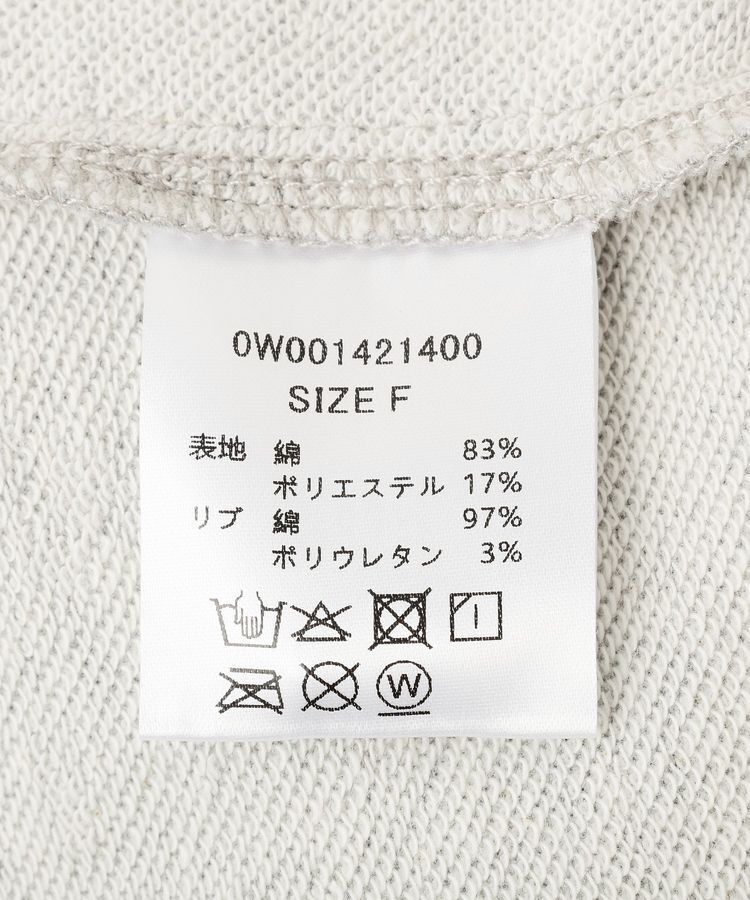 0W001421400
SIZE F
表地 綿 83%
ポリエステル 17%
リブ 綿 97%
ポリウレタン 3%
W